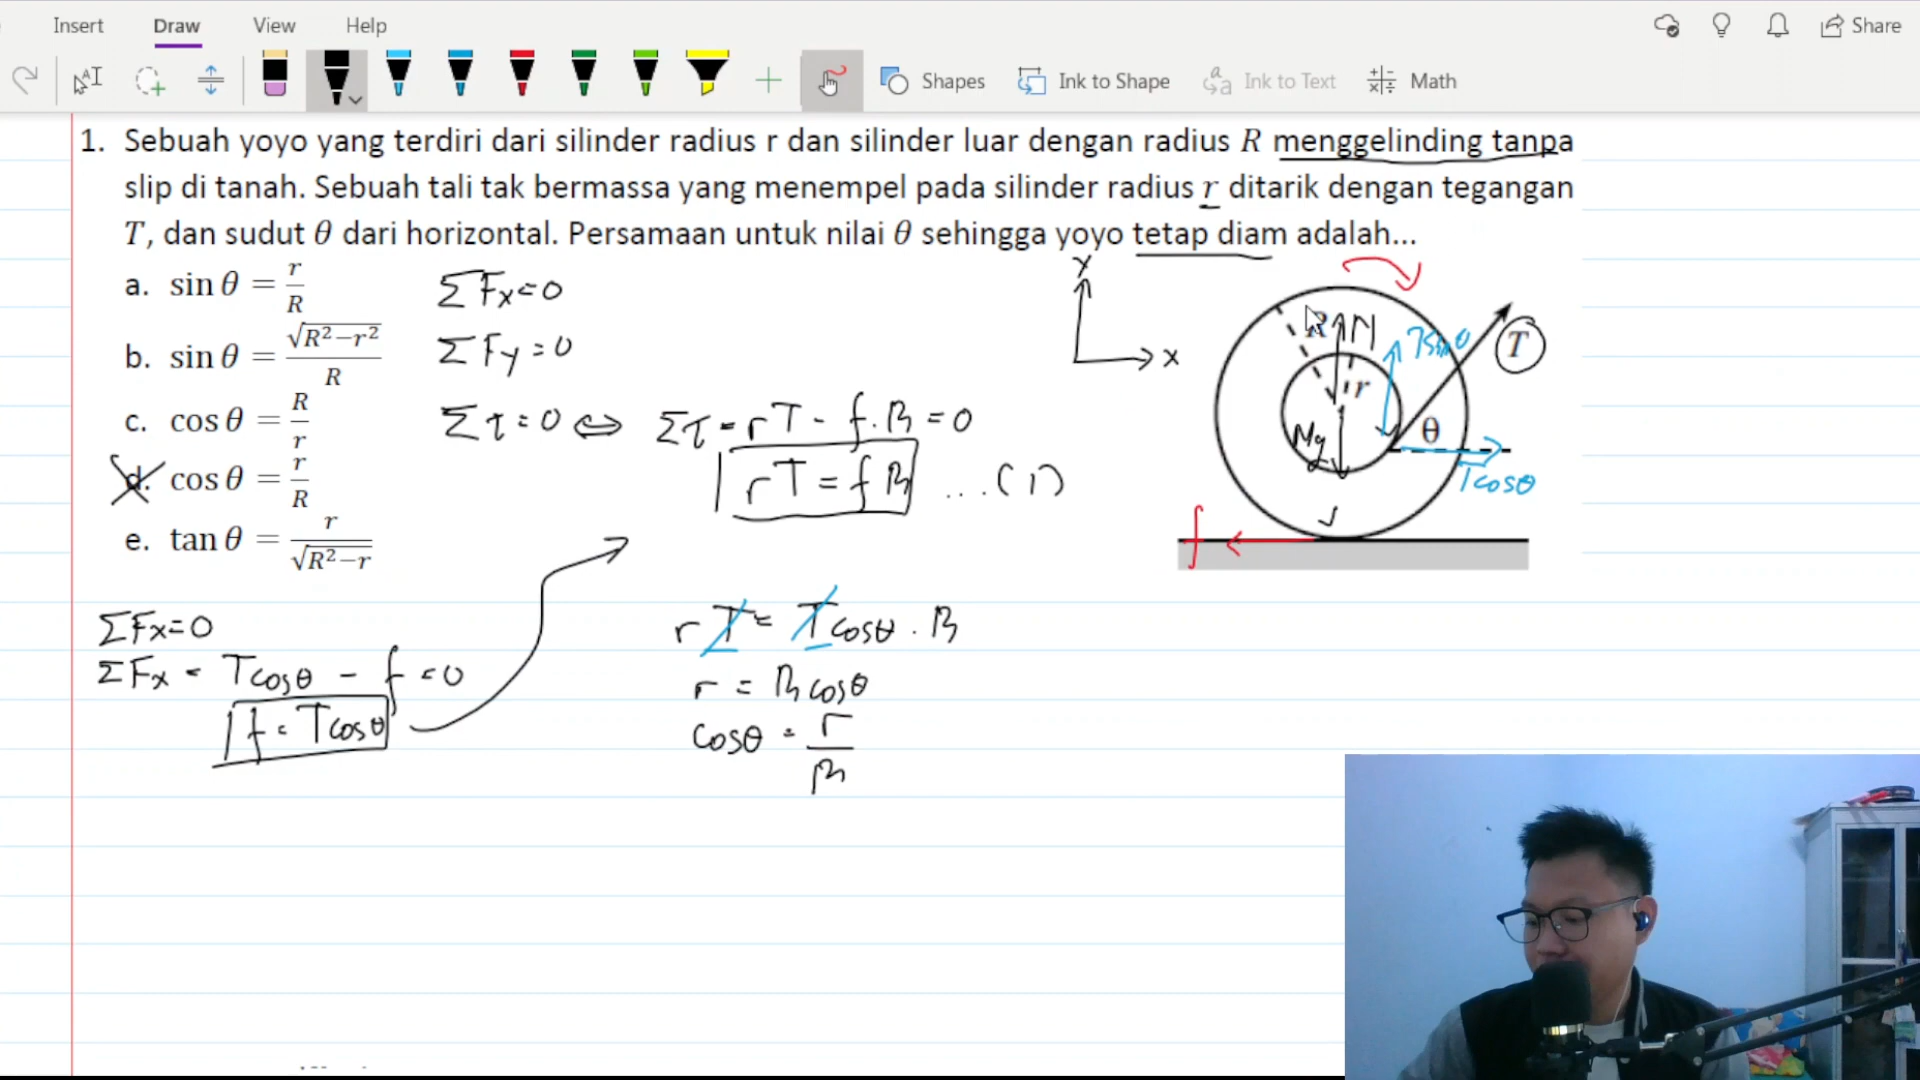 Insert Draw View Help Share
Shapes Ink to Shape Ink to Text Math
1. Sebuah yoyo yang terdiri dari silinder radius r dan silinder luar dengan radius R menggelinding tanpa
slip di tanah. Sebuah tali tak bermassa yang menempel pada silinder radius r ditarik dengan tegangan
T, dan sudut θ dari horizontal. Persamaan untuk nilai θ sehingga yoyo tetap diam adalah...
a. sin θ = r/R
b. sin θ = √(R²−r²)/R
c. cos θ = R/r
d. cos θ = r/R
e. tan θ = r/√(R²−r)
ΣFx=0
ΣFy=0
Στ=0 ⇔ Στ = rT - f.R = 0
rT = fR ...(1)
x
R N
r
Mg
T sin θ
T
θ
T cos θ
f
ΣFx=0
ΣFx = Tcosθ - f = 0
f = Tcosθ
rT = Tcosθ . R
r = R cosθ
cosθ = r/R